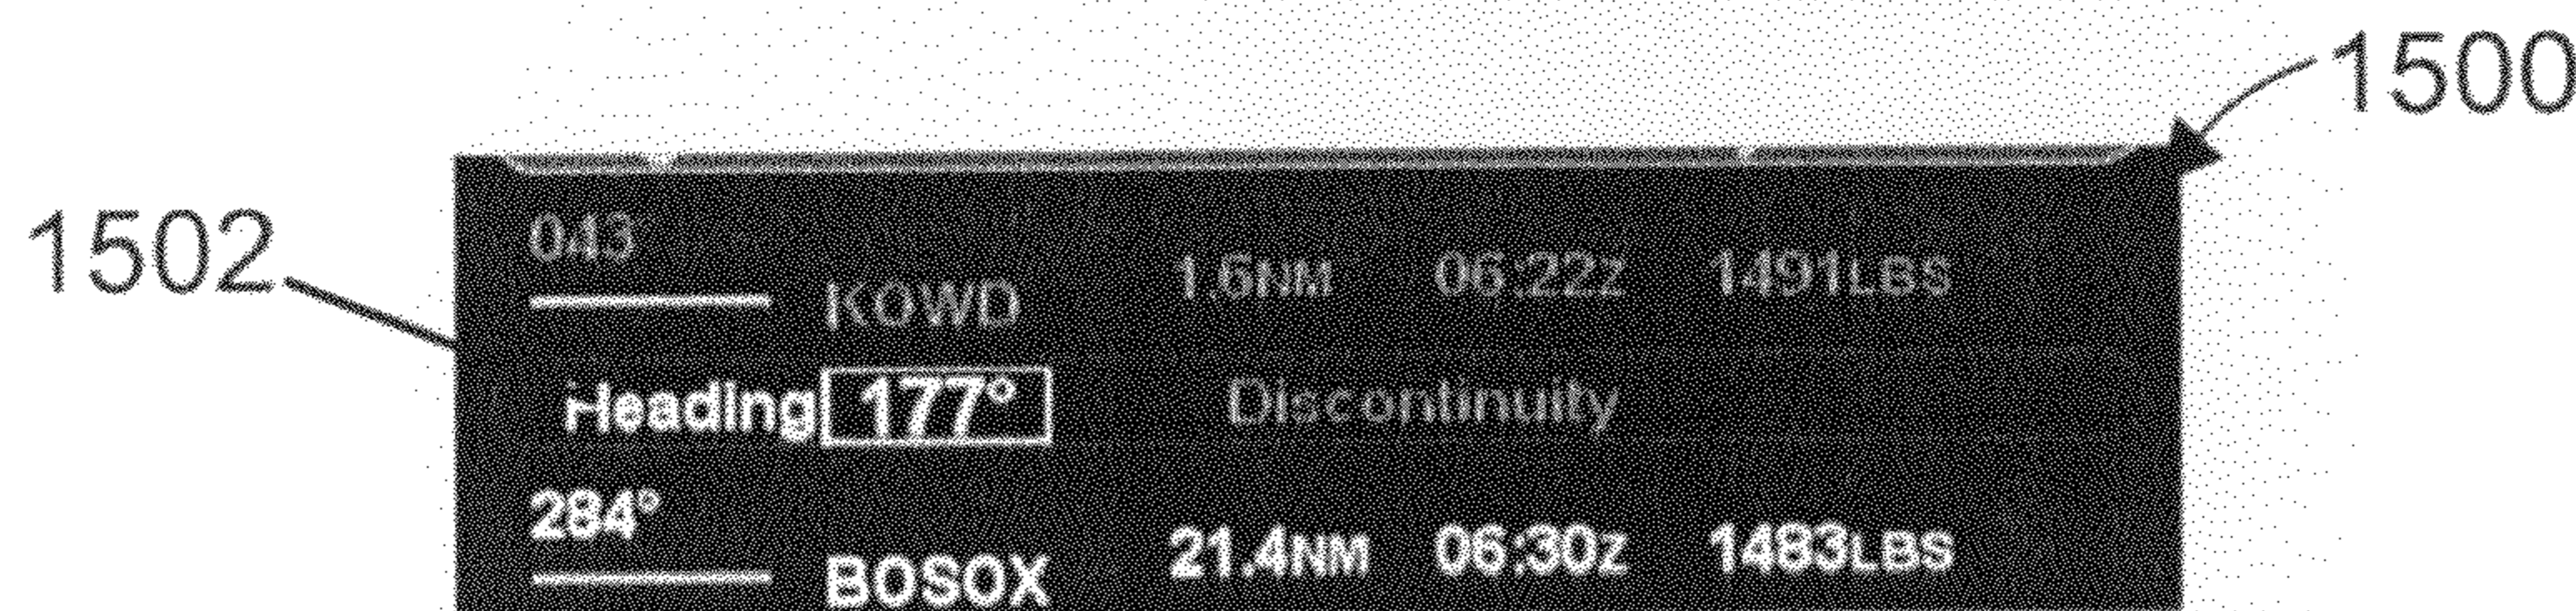 1500
1502
043
KOWD 1.6NM 06:22Z 1491LBS
Heading 177° Discontinuity
284°
BOSOX 21.4NM 06:30Z 1483LBS